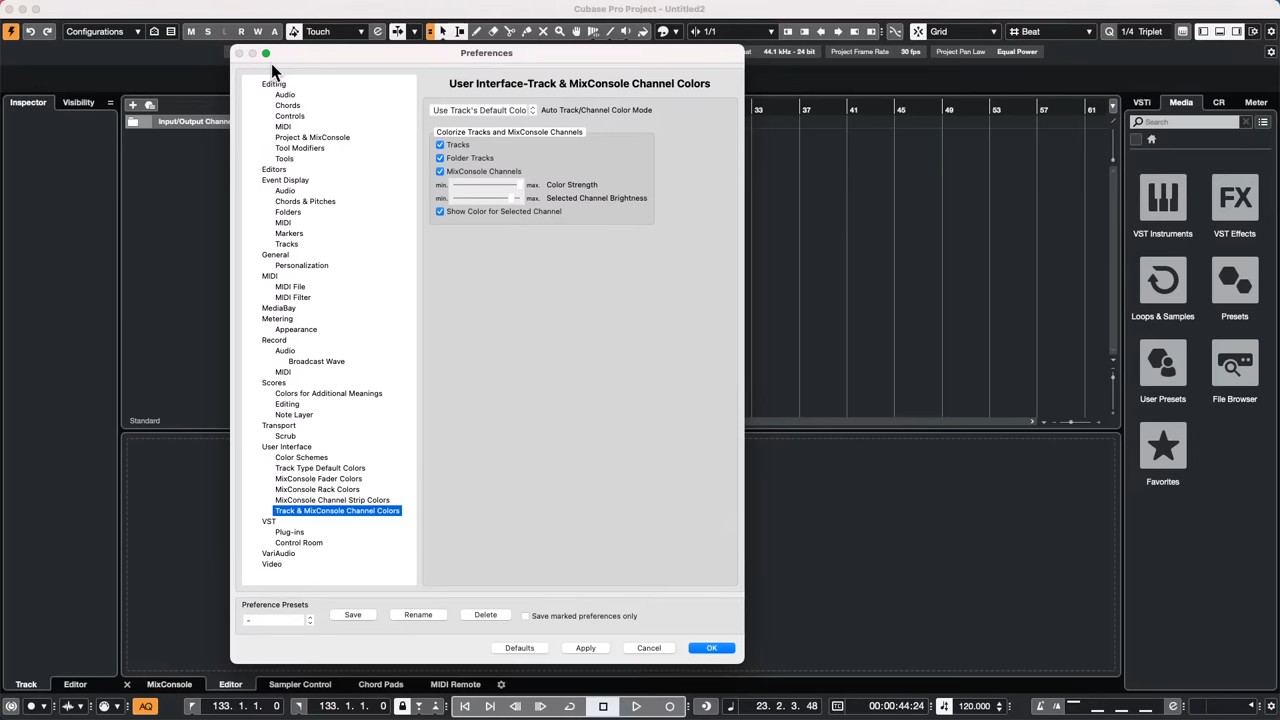 Cubase Pro Project - Untitled2
Configurations
M S L R W A
Touch
1/1
Grid
Beat
Q 1/4 Triplet
44.1 kHz - 24 bit Project Frame Rate 30 fps Project Pan Law Equal Power
Inspector Visibility
Input/Output Channe
Standard
33 37 41 45 49 53 57 61
VSTi Media CR Meter
Search
VST Instruments VST Effects
Loops & Samples Presets
User Presets File Browser
Favorites
Preferences
Editing
Audio
Chords
Controls
MIDI
Project & MixConsole
Tool Modifiers
Tools
Editors
Event Display
Audio
Chords & Pitches
Folders
MIDI
Markers
Tracks
General
Personalization
MIDI
MIDI File
MIDI Filter
MediaBay
Metering
Appearance
Record
Audio
Broadcast Wave
MIDI
Scores
Colors for Additional Meanings
Editing
Note Layer
Transport
Scrub
User Interface
Color Schemes
Track Type Default Colors
MixConsole Fader Colors
MixConsole Rack Colors
MixConsole Channel Strip Colors
Track & MixConsole Channel Colors
VST
Plug-ins
Control Room
VariAudio
Video
User Interface-Track & MixConsole Channel Colors
Use Track's Default Colo Auto Track/Channel Color Mode
Colorize Tracks and MixConsole Channels
Tracks
Folder Tracks
MixConsole Channels
min. max. Color Strength
min. max. Selected Channel Brightness
Show Color for Selected Channel
Preference Presets
-
Save Rename Delete Save marked preferences only
Defaults Apply Cancel OK
Track Editor MixConsole Editor Sampler Control Chord Pads MIDI Remote
AQ 133. 1. 1. 0 133. 1. 1. 0 23. 2. 3. 48 00:00:44:24 120.000